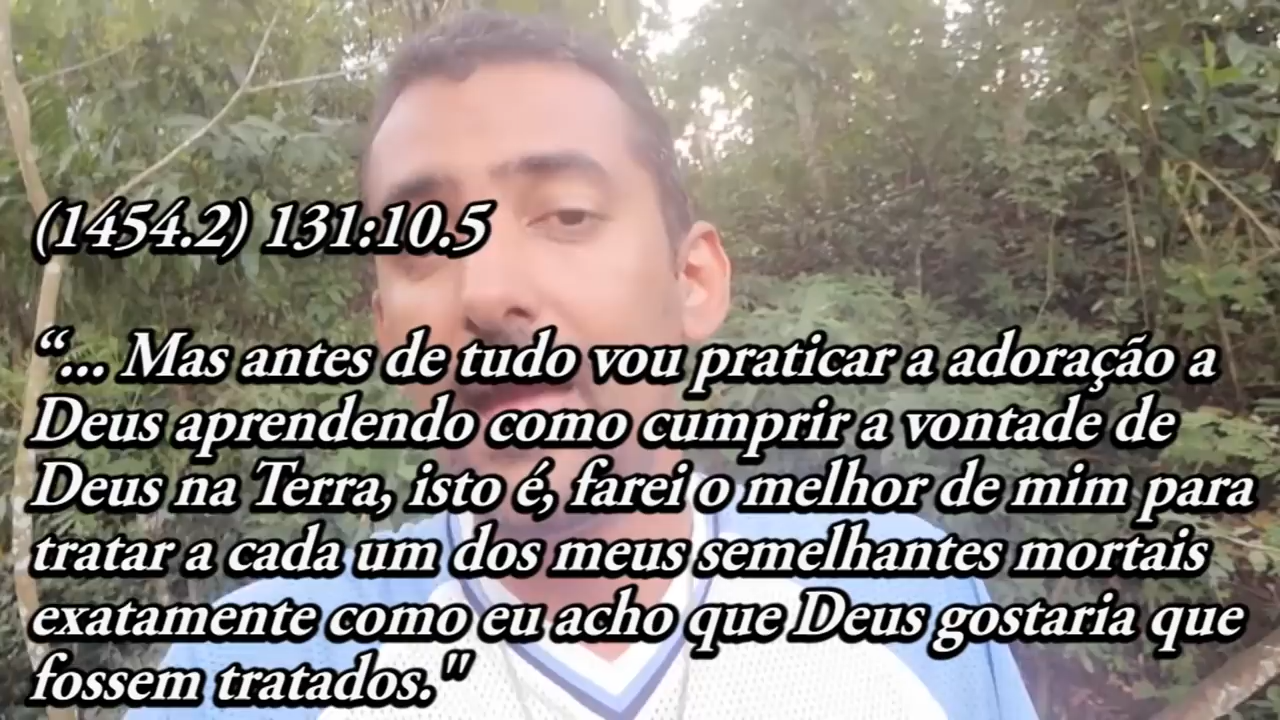 (1454.2) 131:10.5
“... Mas antes de tudo vou praticar a adoração a
Deus aprendendo como cumprir a vontade de
Deus na Terra, isto é, farei o melhor de mim para
tratar a cada um dos meus semelhantes mortais
exatamente como eu acho que Deus gostaria que
fossem tratados."